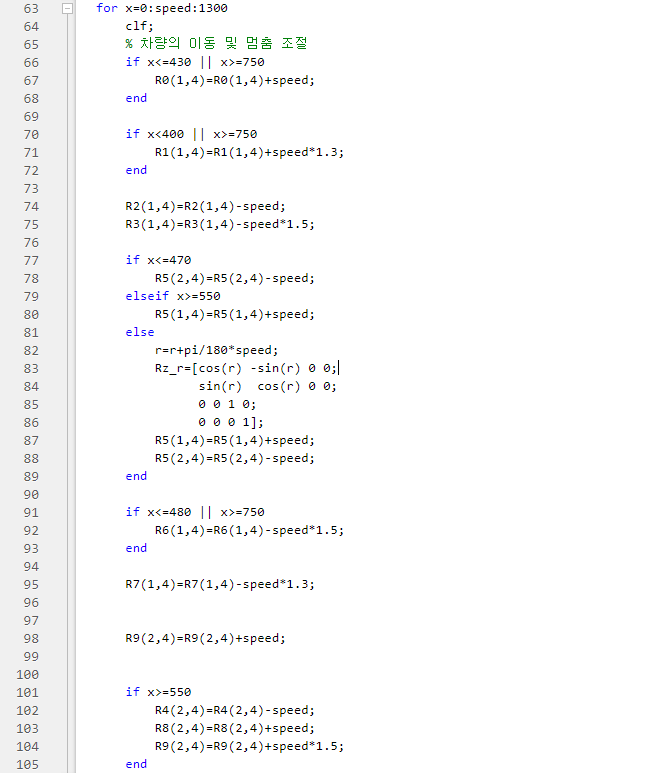 63 for x=0:speed:1300
64 clf;
65 % 차량의 이동 및 멈춤 조절
66 if x<=430 || x>=750
67 R0(1,4)=R0(1,4)+speed;
68 end
69
70 if x<400 || x>=750
71 R1(1,4)=R1(1,4)+speed*1.3;
72 end
73
74 R2(1,4)=R2(1,4)-speed;
75 R3(1,4)=R3(1,4)-speed*1.5;
76
77 if x<=470
78 R5(2,4)=R5(2,4)-speed;
79 elseif x>=550
80 R5(1,4)=R5(1,4)+speed;
81 else
82 r=r+pi/180*speed;
83 Rz_r=[cos(r) -sin(r) 0 0;
84 sin(r) cos(r) 0 0;
85 0 0 1 0;
86 0 0 0 1];
87 R5(1,4)=R5(1,4)+speed;
88 R5(2,4)=R5(2,4)-speed;
89 end
90
91 if x<=480 || x>=750
92 R6(1,4)=R6(1,4)-speed*1.5;
93 end
94
95 R7(1,4)=R7(1,4)-speed*1.3;
96
97
98 R9(2,4)=R9(2,4)+speed;
99
100
101 if x>=550
102 R4(2,4)=R4(2,4)-speed;
103 R8(2,4)=R8(2,4)+speed;
104 R9(2,4)=R9(2,4)+speed*1.5;
105 end